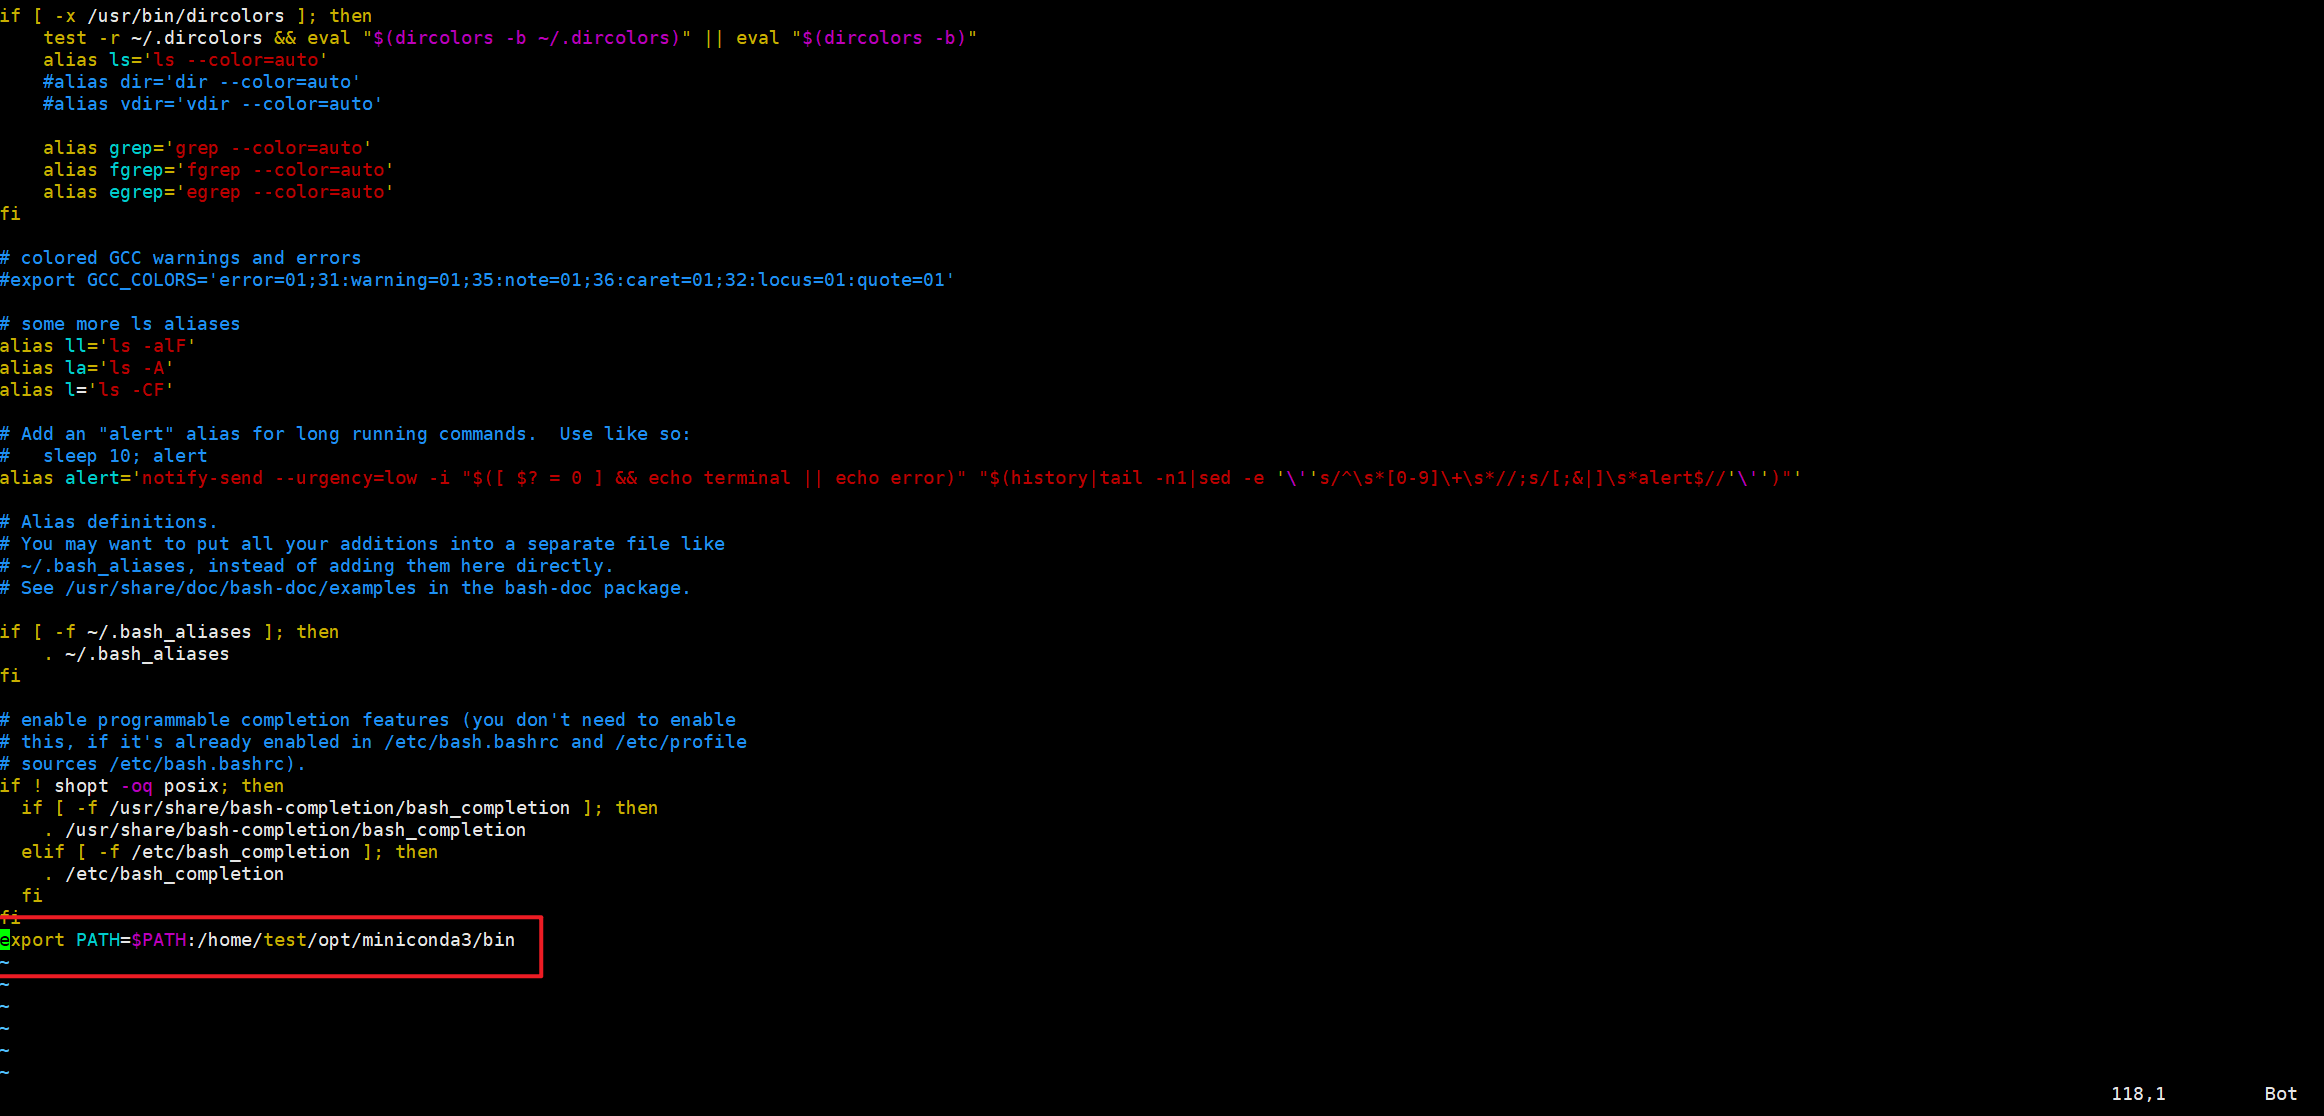 if [ -x /usr/bin/dircolors ]; then
    test -r ~/.dircolors && eval "$(dircolors -b ~/.dircolors)" || eval "$(dircolors -b)"
    alias ls='ls --color=auto'
    #alias dir='dir --color=auto'
    #alias vdir='vdir --color=auto'

    alias grep='grep --color=auto'
    alias fgrep='fgrep --color=auto'
    alias egrep='egrep --color=auto'
fi

# colored GCC warnings and errors
#export GCC_COLORS='error=01;31:warning=01;35:note=01;36:caret=01;32:locus=01:quote=01'

# some more ls aliases
alias ll='ls -alF'
alias la='ls -A'
alias l='ls -CF'

# Add an "alert" alias for long running commands.  Use like so:
#   sleep 10; alert
alias alert='notify-send --urgency=low -i "$([ $? = 0 ] && echo terminal || echo error)" "$(history|tail -n1|sed -e '\''s/^\s*[0-9]\+\s*//;s/[;&|]\s*alert$//'\'')"'

# Alias definitions.
# You may want to put all your additions into a separate file like
# ~/.bash_aliases, instead of adding them here directly.
# See /usr/share/doc/bash-doc/examples in the bash-doc package.

if [ -f ~/.bash_aliases ]; then
    . ~/.bash_aliases
fi

# enable programmable completion features (you don't need to enable
# this, if it's already enabled in /etc/bash.bashrc and /etc/profile
# sources /etc/bash.bashrc).
if ! shopt -oq posix; then
  if [ -f /usr/share/bash-completion/bash_completion ]; then
    . /usr/share/bash-completion/bash_completion
  elif [ -f /etc/bash_completion ]; then
    . /etc/bash_completion
  fi
fi
export PATH=$PATH:/home/test/opt/miniconda3/bin
~
~
~
~
~
~
118,1 Bot